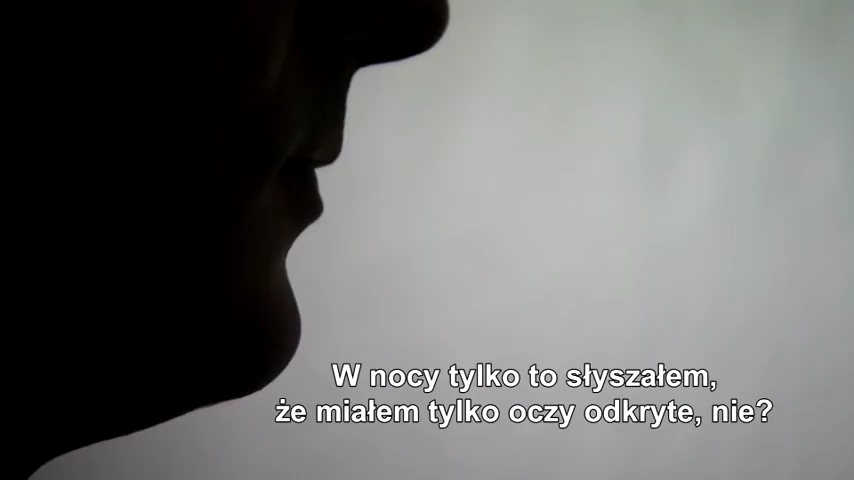 W nocy tylko to słyszałem,
że miałem tylko oczy odkryte, nie?